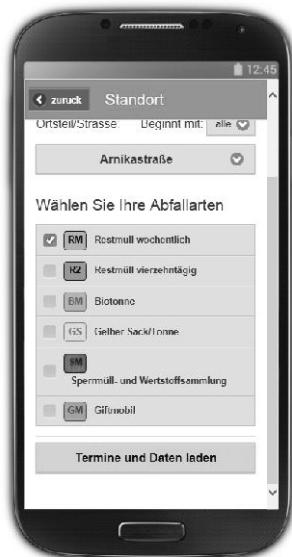 12:45
zurück Standort
Ortsteil/Strasse: Beginnt mit: alle
Arnikastraße
Wählen Sie Ihre Abfallarten
RM Restmüll wöchentlich
R2 Restmüll vierzehntägig
BM Biotonne
GS Gelber Sack/Tonne
SM
Sperrmüll- und Wertstoffsammlung
GM Giftmobil
Termine und Daten laden